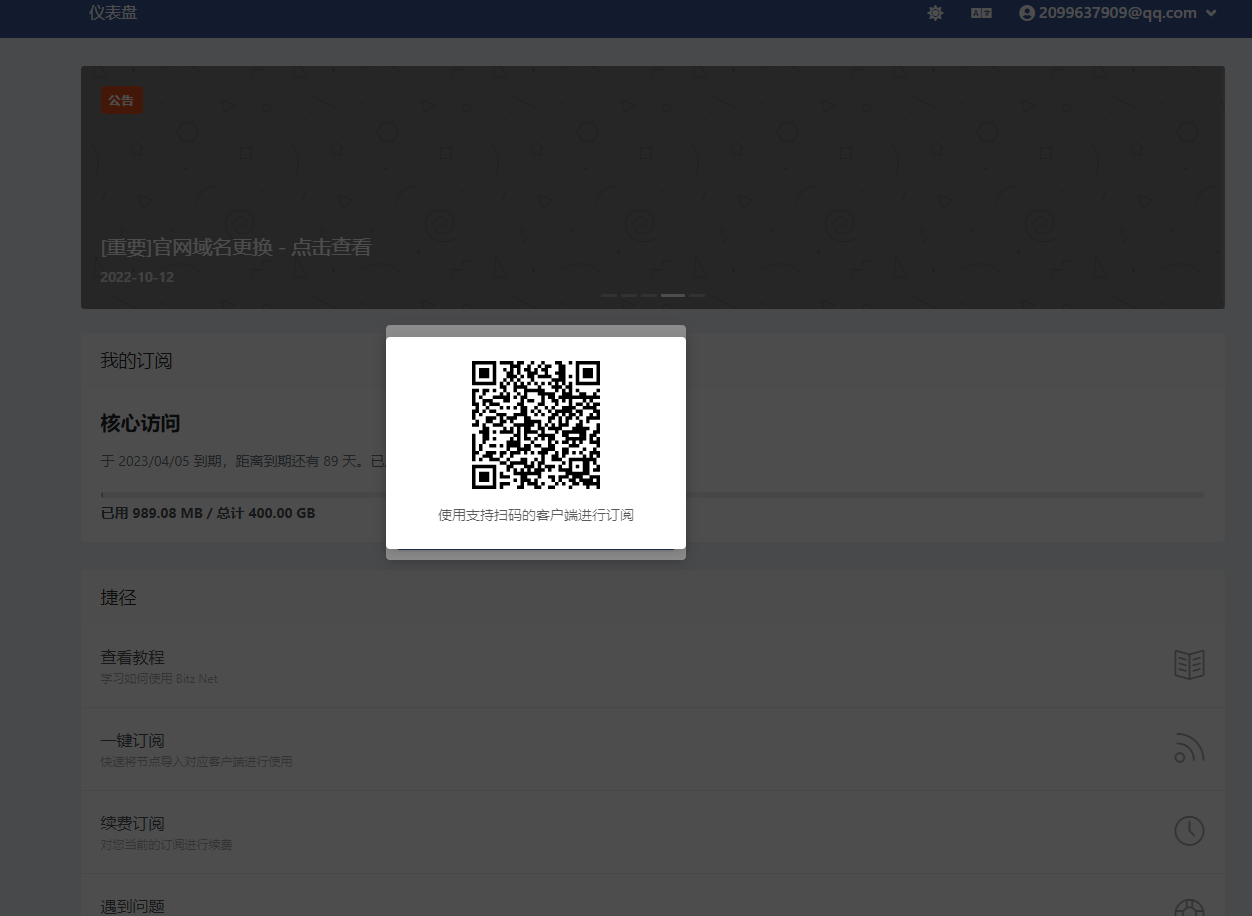 仪表盘
2099637909@qq.com
公告
[重要]官网域名更换 - 点击查看
2022-10-12
我的订阅
核心访问
于 2023/04/05 到期，距离到期还有 89 天。已
已用 989.08 MB / 总计 400.00 GB
使用支持扫码的客户端进行订阅
捷径
查看教程
学习如何使用 Bitz Net
一键订阅
快速将节点导入对应客户端进行使用
续费订阅
对您当前的订阅进行续费
遇到问题